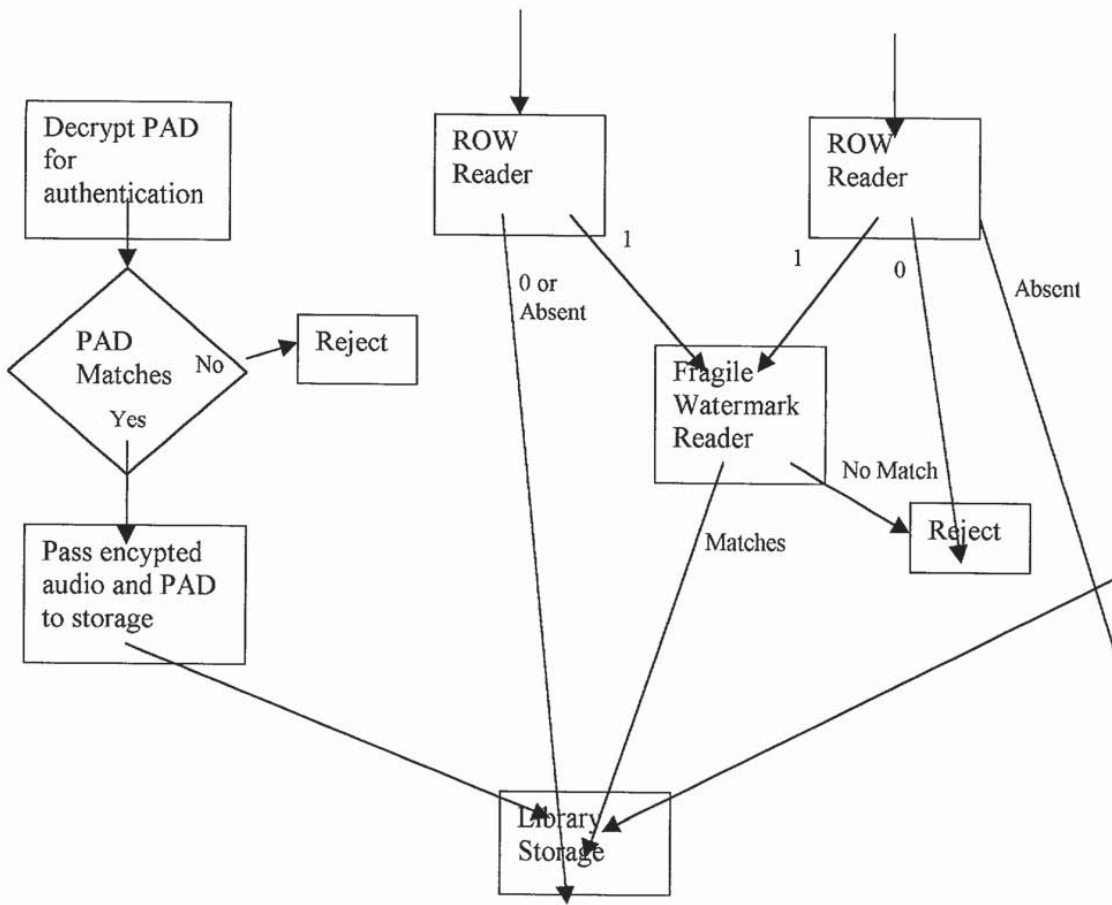 Decrypt PAD
for
authentication
PAD
Matches
No
Yes
Reject
Pass encypted
audio and PAD
to storage
ROW
Reader
0 or
Absent
1
ROW
Reader
1
0
Absent
Fragile
Watermark
Reader
No Match
Matches
Reject
Library
Storage